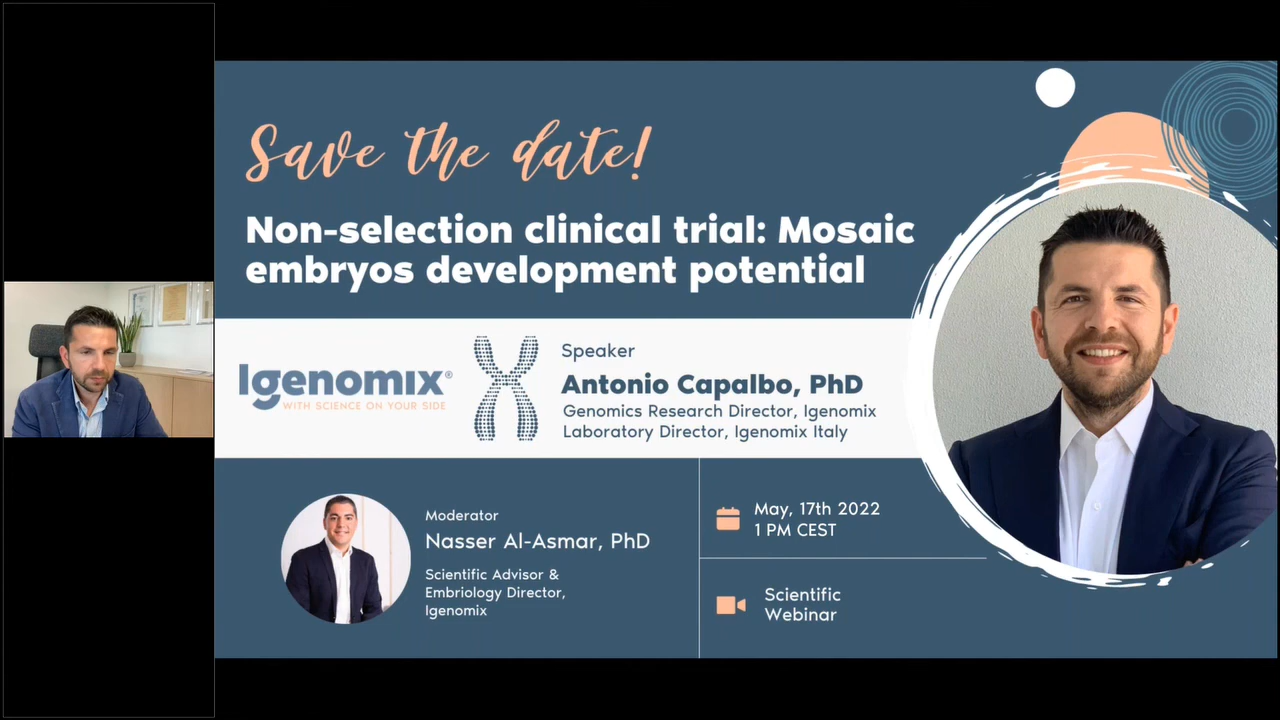 Save the date!
Non-selection clinical trial: Mosaic
embryos development potential
Igenomix®
WITH SCIENCE ON YOUR SIDE
Speaker
Antonio Capalbo, PhD
Genomics Research Director, Igenomix
Laboratory Director, Igenomix Italy
Moderator
Nasser Al-Asmar, PhD
Scientific Advisor &
Embriology Director,
Igenomix
May, 17th 2022
1 PM CEST
Scientific
Webinar